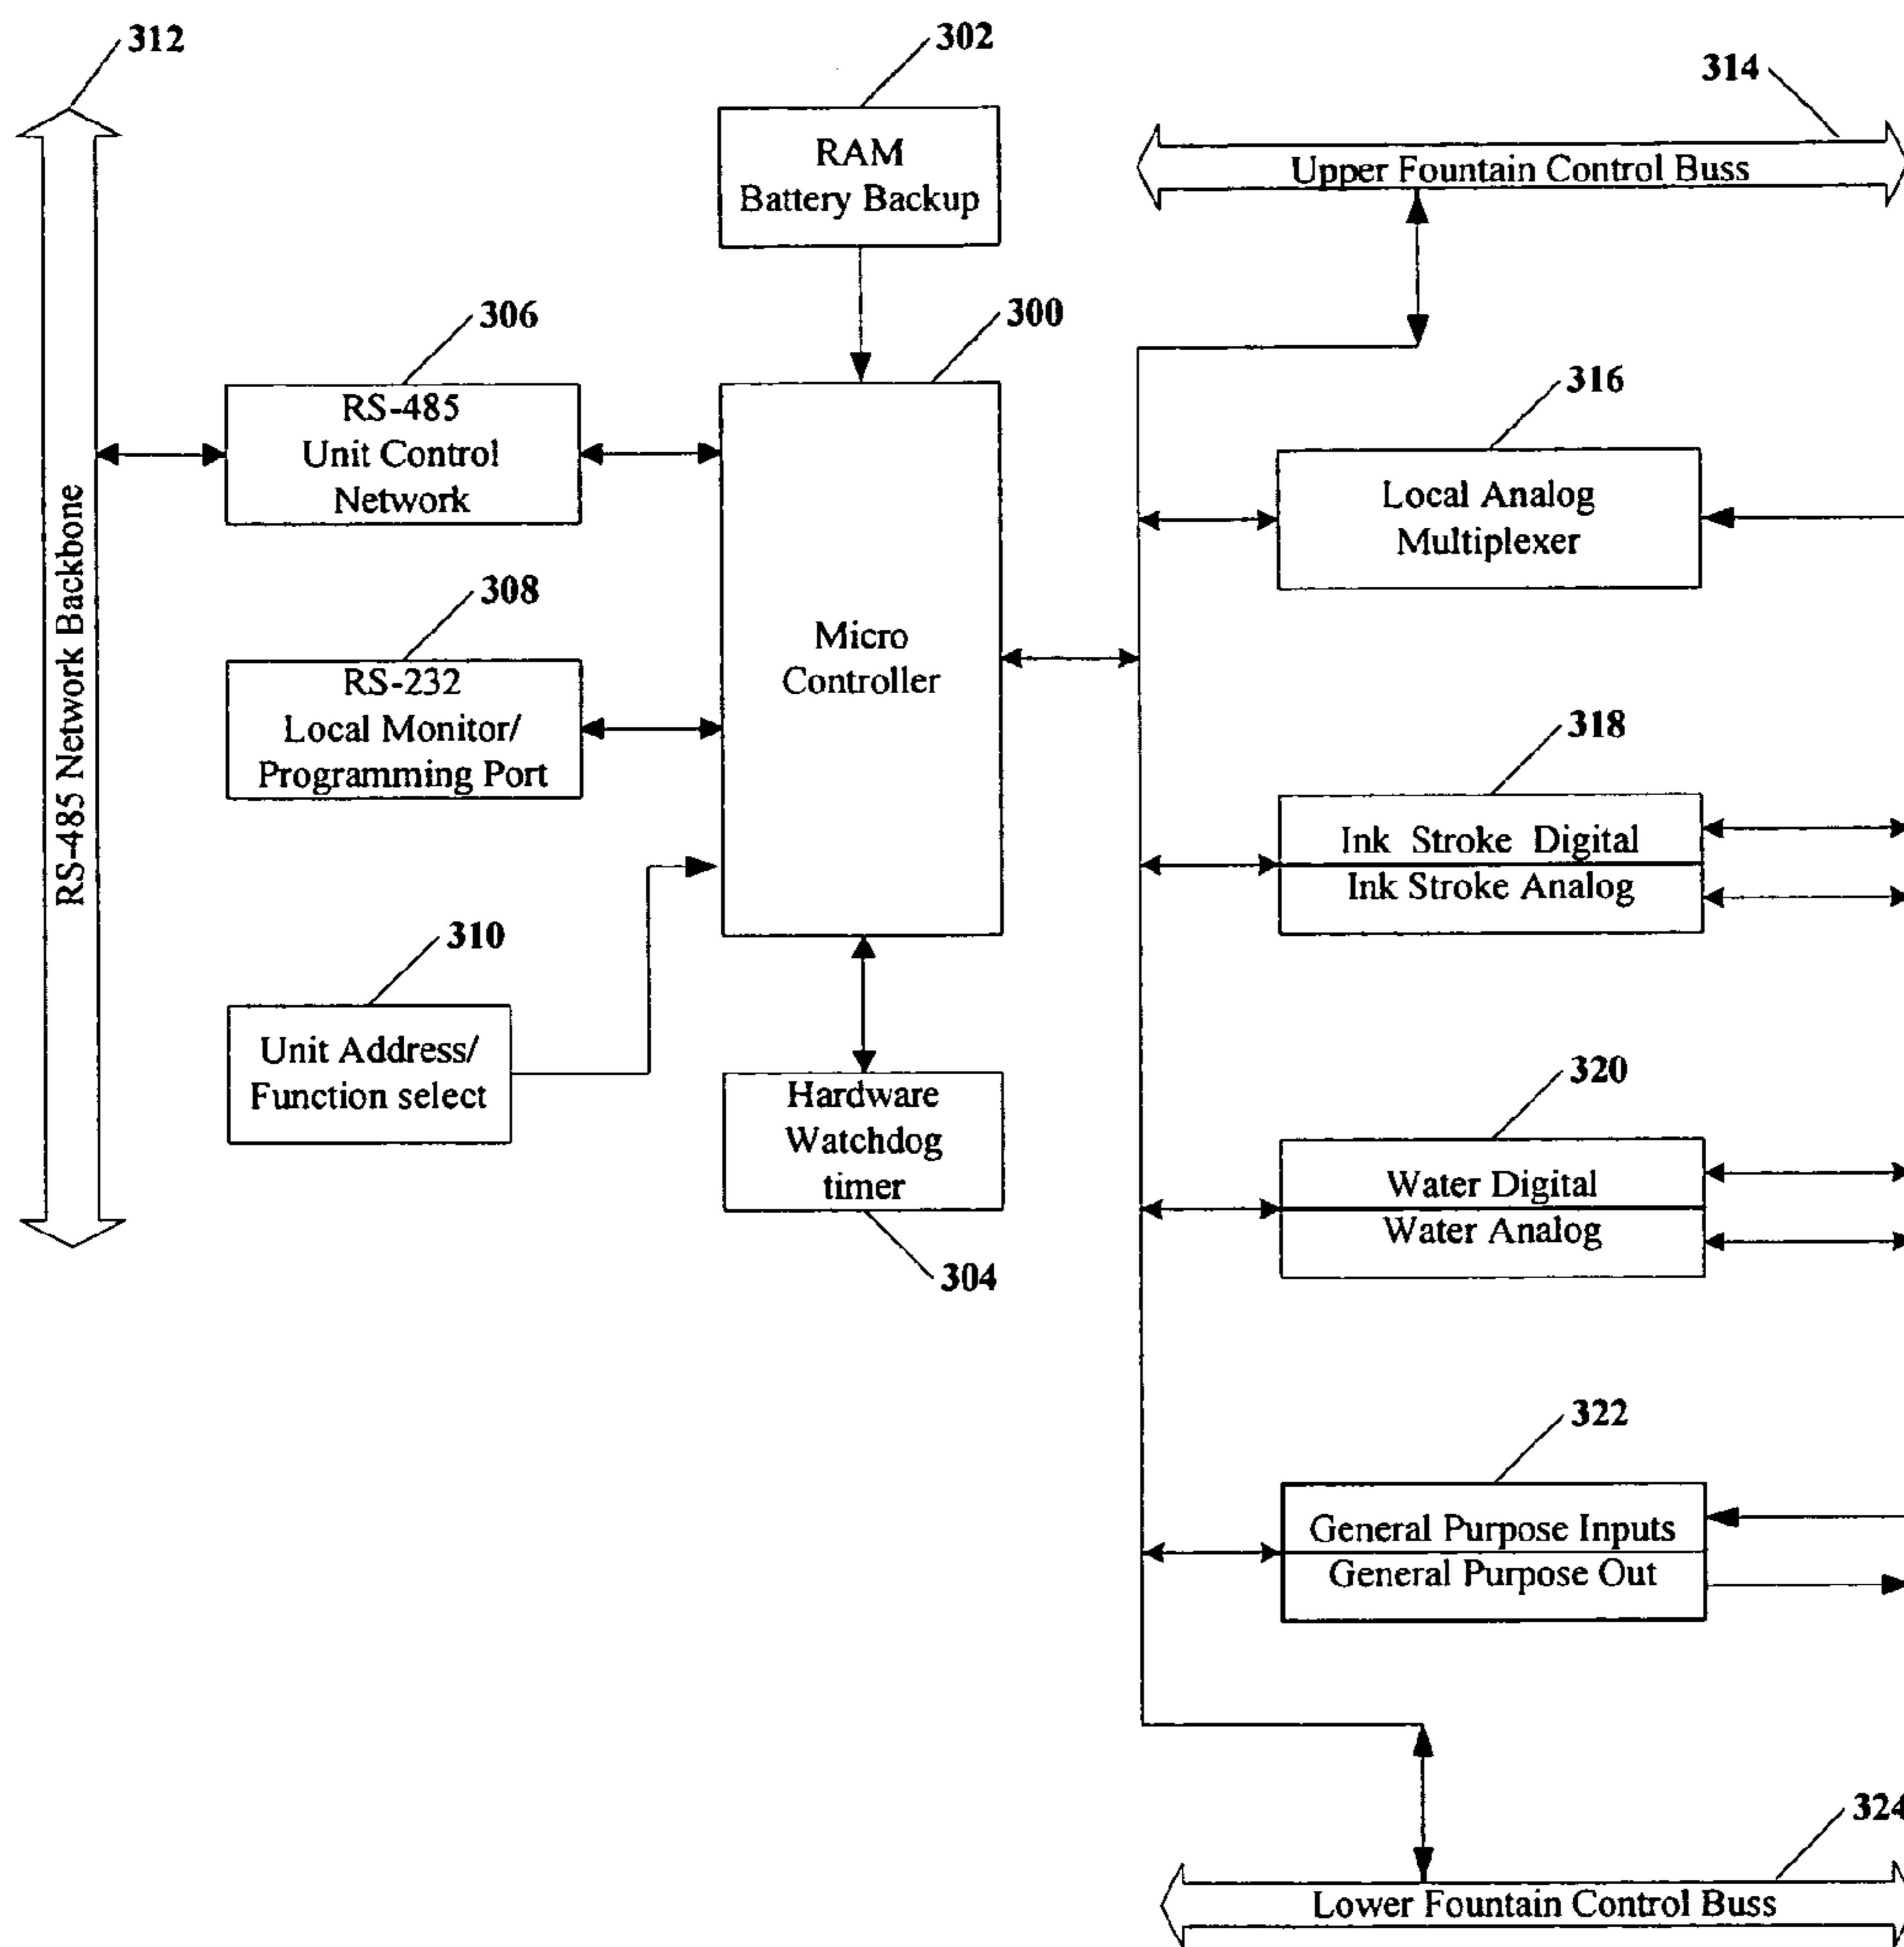 312
302
314
RAM
Battery Backup
Upper Fountain Control Buss
306
300
316
RS-485
Unit Control
Network
Local Analog
Multiplexer
RS-485 Network Backbone
308
RS-232
Local Monitor/
Programming Port
Micro
Controller
318
Ink Stroke Digital
Ink Stroke Analog
310
Unit Address/
Function select
Hardware
Watchdog
timer
304
320
Water Digital
Water Analog
322
General Purpose Inputs
General Purpose Out
324
Lower Fountain Control Buss